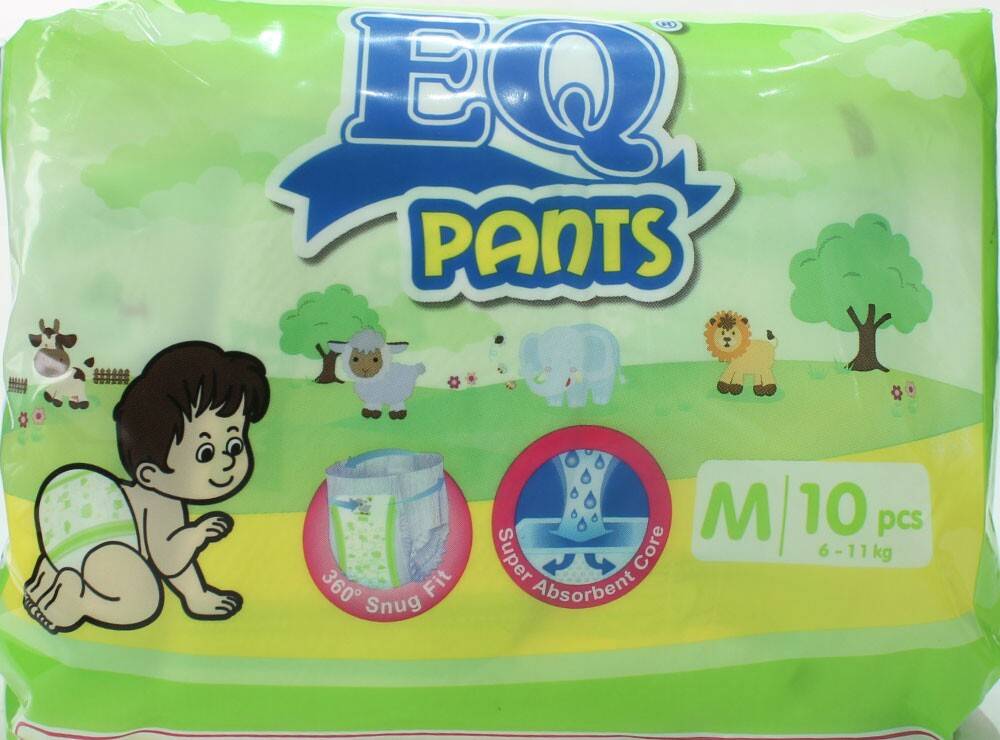 EQ®
PANTS
360° Snug Fit
Super Absorbent Core
M 10 pcs
6 - 11 kg